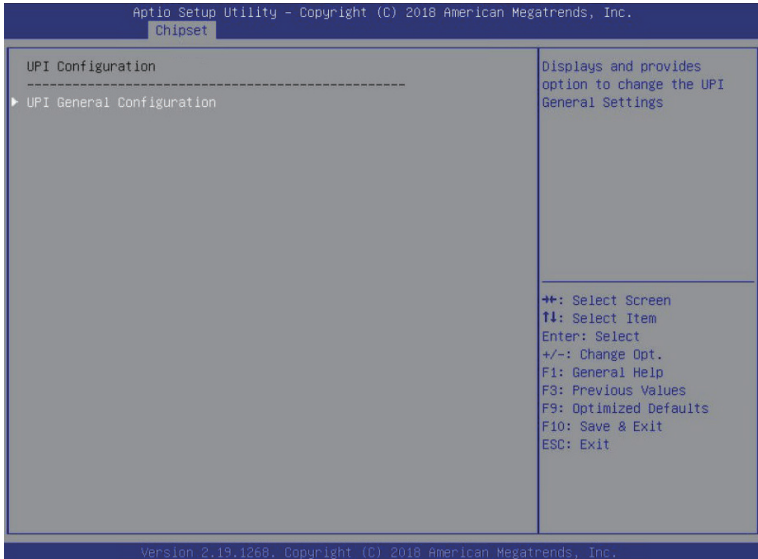 Aptio Setup Utility – Copyright (C) 2018 American Megatrends, Inc.
Chipset
UPI Configuration
--------------------------------------------------
UPI General Configuration
Displays and provides
option to change the UPI
General Settings
→←: Select Screen
↑↓: Select Item
Enter: Select
+/-: Change Opt.
F1: General Help
F3: Previous Values
F9: Optimized Defaults
F10: Save & Exit
ESC: Exit
Version 2.19.1268. Copyright (C) 2018 American Megatrends, Inc.